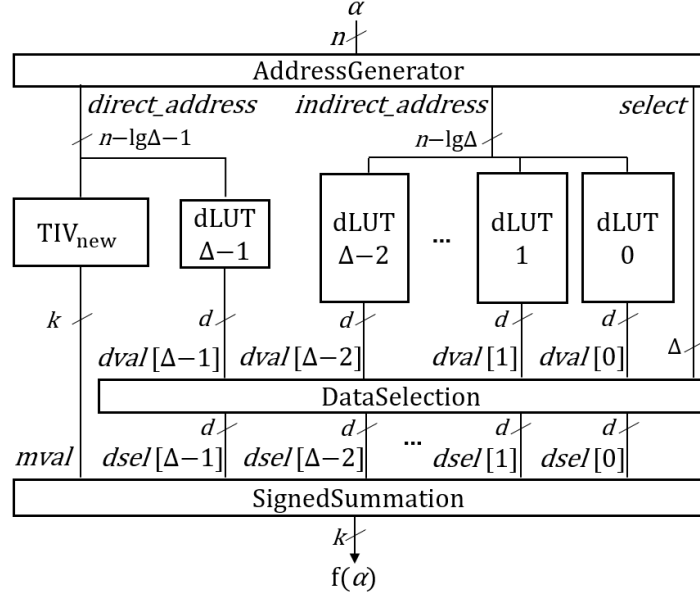 α
n
AddressGenerator
direct_address indirect_address select
n−lgΔ−1 n−lgΔ
TIVnew dLUT Δ−1 dLUT Δ−2 ... dLUT 1 dLUT 0
k d d d d
dval[Δ−1] dval[Δ−2] dval[1] dval[0] Δ
DataSelection
d d ... d d
mval dsel[Δ−1] dsel[Δ−2] dsel[1] dsel[0]
SignedSummation
k
f(α)